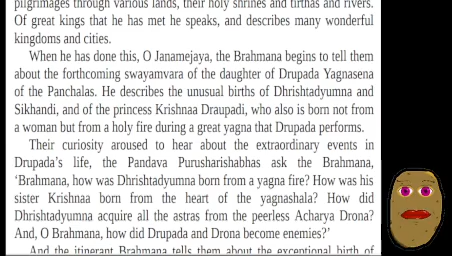 pilgrimages through various lands, their holy shrines and tirthas and rivers.
Of great kings that he has met he speaks, and describes many wonderful
kingdoms and cities.
When he has done this, O Janamejaya, the Brahmana begins to tell them
about the forthcoming swayamvara of the daughter of Drupada Yagnasena
of the Panchalas. He describes the unusual births of Dhrishtadyumna and
Sikhandi, and of the princess Krishnaa Draupadi, who also is born not from
a woman but from a holy fire during a great yagna that Drupada performs.
Their curiosity aroused to hear about the extraordinary events in
Drupada’s life, the Pandava Purusharishabhas ask the Brahmana,
‘Brahmana, how was Dhrishtadyumna born from a yagna fire? How was his
sister Krishnaa born from the heart of the yagnashala? How did
Dhrishtadyumna acquire all the astras from the peerless Acharya Drona?
And, O Brahmana, how did Drupada and Drona become enemies?’
And the itinerant Brahmana tells them about the exceptional birth of